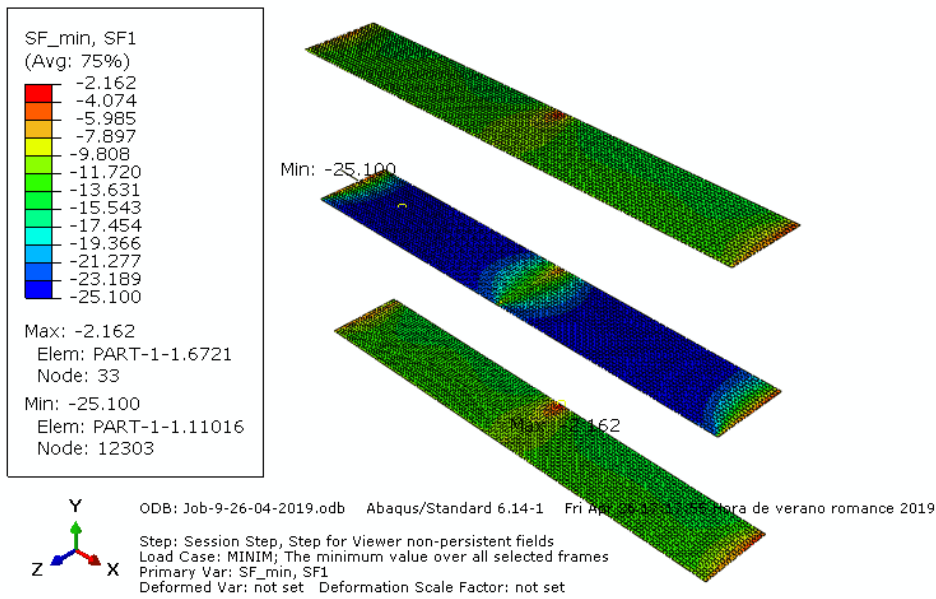 SF_min, SF1
(Avg: 75%)
-2.162
-4.074
-5.985
-7.897
-9.808
-11.720
-13.631
-15.543
-17.454
-19.366
-21.277
-23.189
-25.100
Max: -2.162
Elem: PART-1-1.6721
Node: 33
Min: -25.100
Elem: PART-1-1.11016
Node: 12303
Min: -25.100
Max: -2.162
Y
Z
X
ODB: Job-9-26-04-2019.odb Abaqus/Standard 6.14-1 Fri Apr hora de verano romance 2019
Step: Session Step, Step for Viewer non-persistent fields
Load Case: MINIM; The minimum value over all selected frames
Primary Var: SF_min, SF1
Deformed Var: not set Deformation Scale Factor: not set